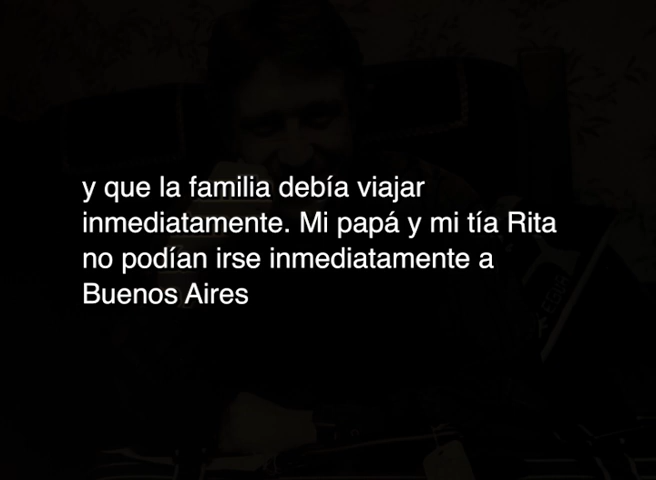 y que la familia debía viajar
inmediatamente. Mi papá y mi tía Rita
no podían irse inmediatamente a
Buenos Aires